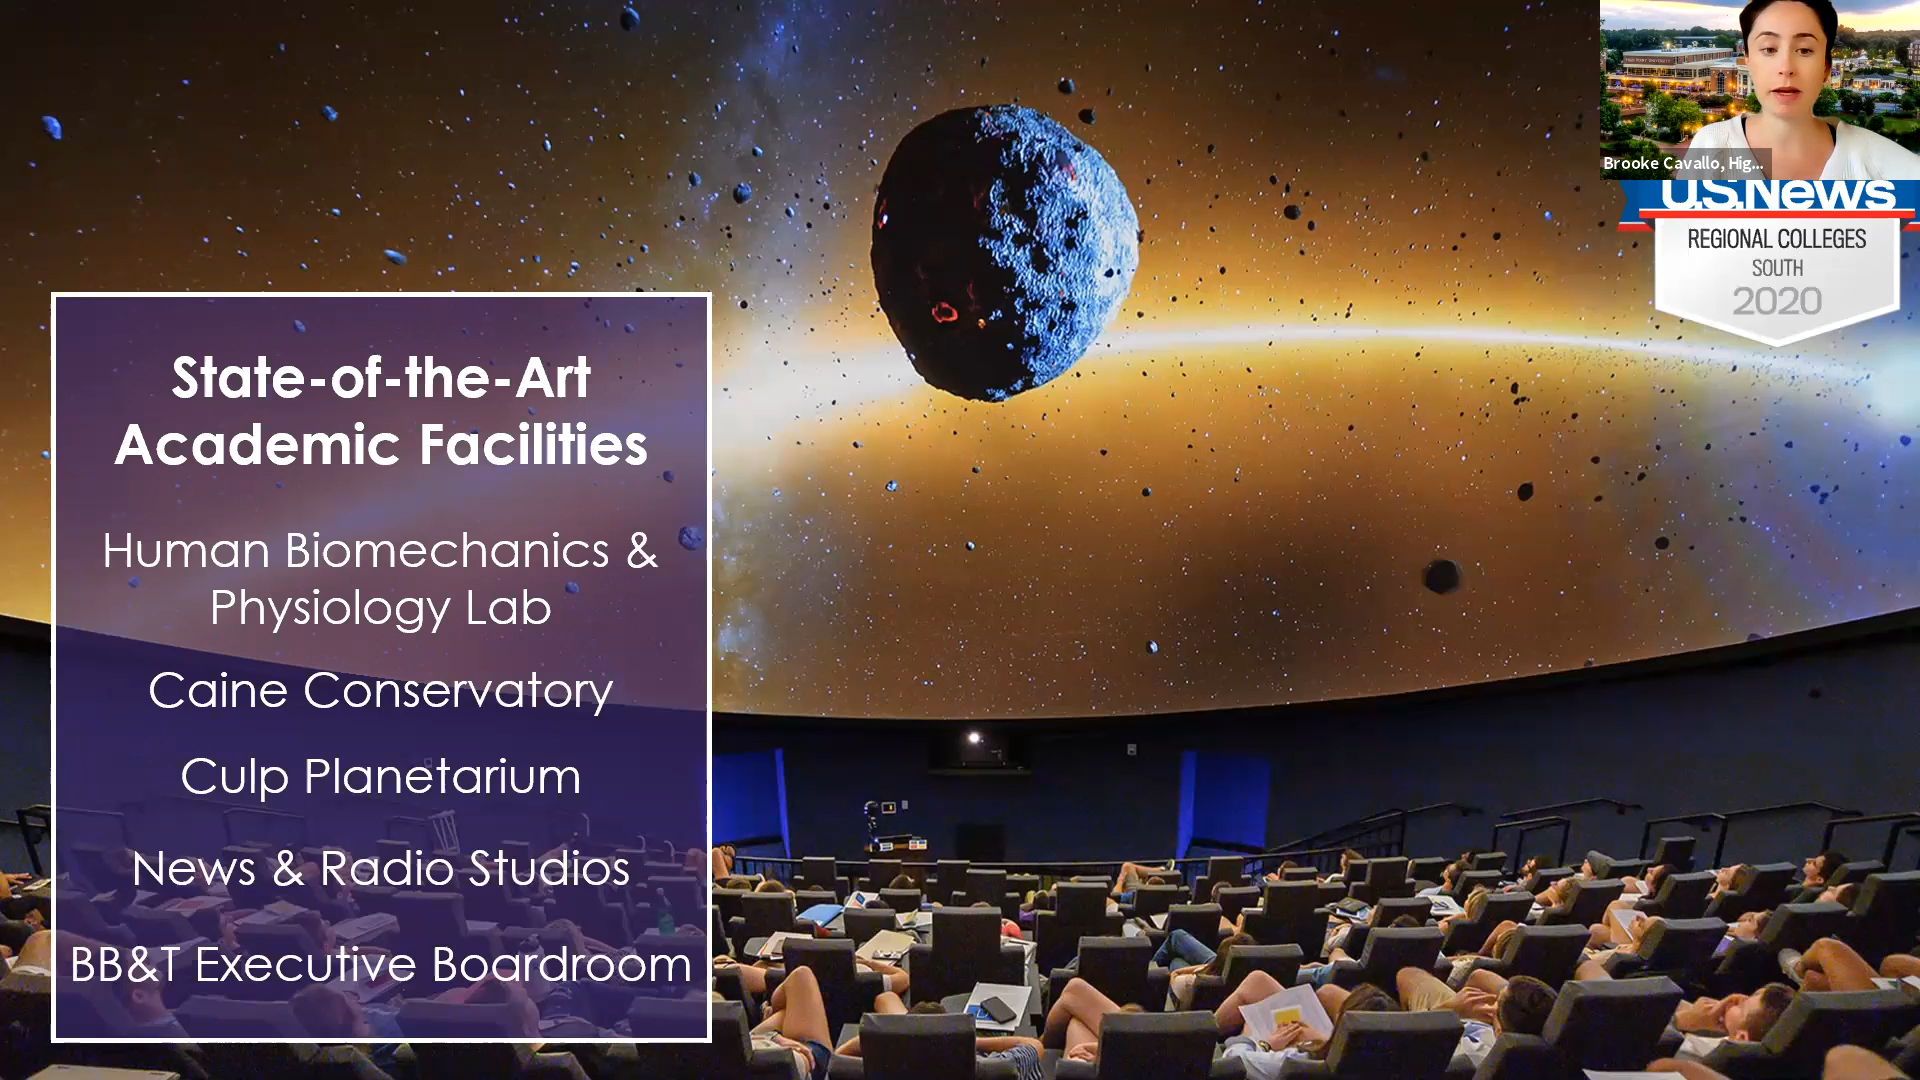 State-of-the-Art
Academic Facilities
Human Biomechanics &
Physiology Lab
Caine Conservatory
Culp Planetarium
News & Radio Studios
BB&T Executive Boardroom
Brooke Cavallo, Hig...
U.S.News
REGIONAL COLLEGES
SOUTH
2020